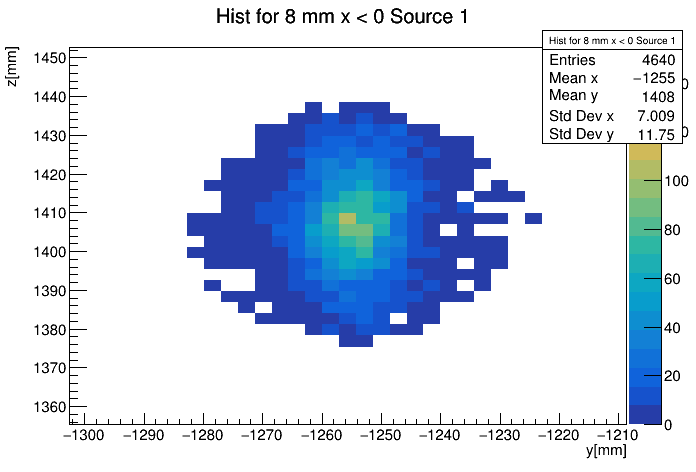 Hist for 8 mm x < 0 Source 1
z[mm]
1450
1440
1430
1420
1410
1400
1390
1380
1370
1360
−1300 −1290 −1280 −1270 −1260 −1250 −1240 −1230 −1220 −1210
y[mm]
Hist for 8 mm x < 0 Source 1
Entries 4640
Mean x −1255
Mean y 1408
Std Dev x 7.009
Std Dev y 11.75
100
80
60
40
20
0